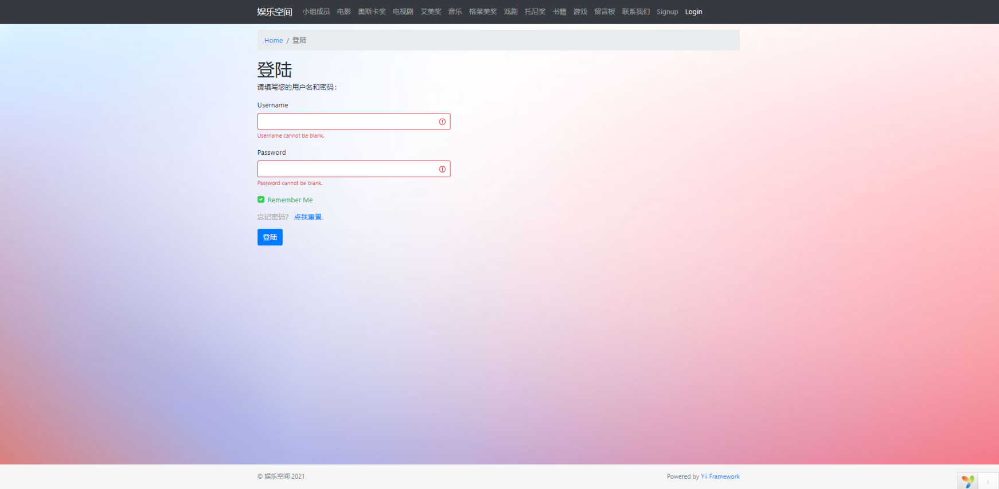 娱乐空间 小组成员 电影 奥斯卡奖 电视剧 艾美奖 音乐 格莱美奖 戏剧 托尼奖 书籍 游戏 留言板 联系我们 Signup Login
Home / 登陆
登陆
请填写您的用户名和密码:
Username
Username cannot be blank.
Password
Password cannot be blank.
Remember Me
忘记密码? 点我重置.
登陆
© 娱乐空间 2021 Powered by Yii Framework